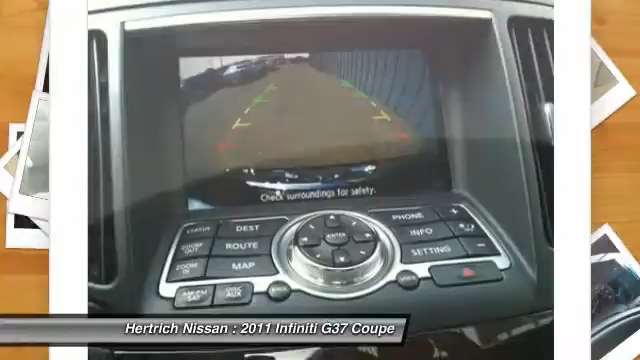 Check surroundings for safety.
STATUS DEST PHONE +
ZOOM OUT ROUTE ENTER INFO
ZOOM IN MAP SETTING -
AM·FM SAT DISC AUX BACK
Hertrich Nissan : 2011 Infiniti G37 Coupe